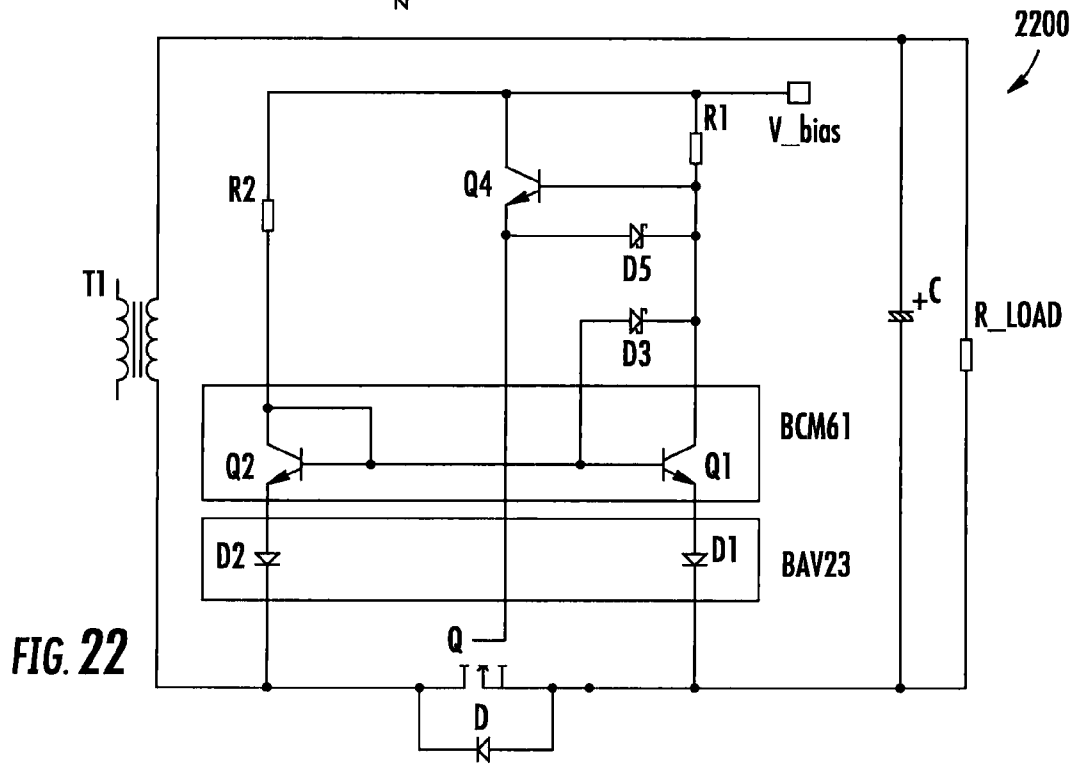 2200
R1
V_bias
Q4
R2
D5
T1
+C
R_LOAD
D3
BCM61
Q2
Q1
D2
D1
BAV23
Q
FIG. 22
D